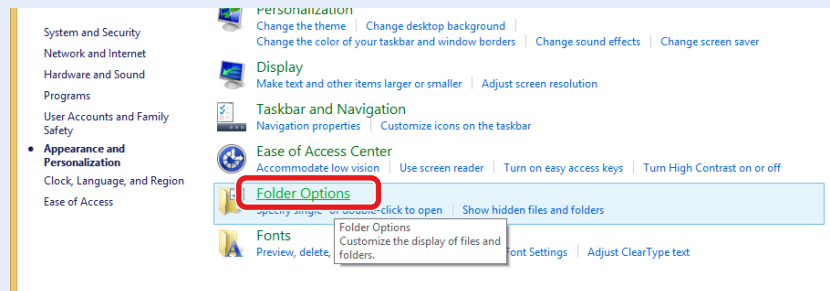 System and Security
Network and Internet
Hardware and Sound
Programs
User Accounts and Family
Safety
Appearance and
Personalization
Clock, Language, and Region
Ease of Access
Personalization
Change the theme | Change desktop background |
Change the color of your taskbar and window borders | Change sound effects | Change screen saver
Display
Make text and other items larger or smaller | Adjust screen resolution
Taskbar and Navigation
Navigation properties | Customize icons on the taskbar
Ease of Access Center
Accommodate low vision | Use screen reader | Turn on easy access keys | Turn High Contrast on or off
Folder Options
Specify single- or double-click to open | Show hidden files and folders
Folder Options
Customize the display of files and
folders.
Fonts
Preview, delete, Font Settings | Adjust ClearType text